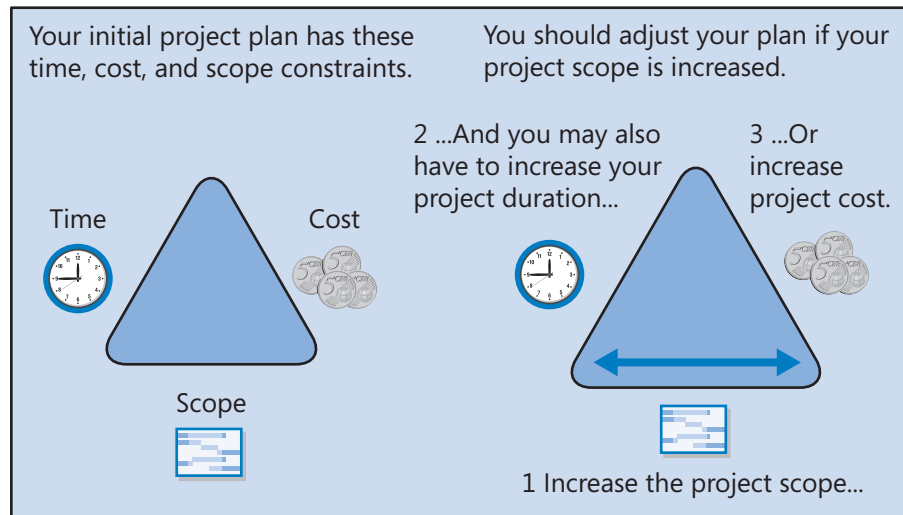 Your initial project plan has these
time, cost, and scope constraints.
Time
Cost
Scope
You should adjust your plan if your
project scope is increased.
2 ...And you may also
have to increase your
project duration...
3 ...Or
increase
project cost.
1 Increase the project scope...